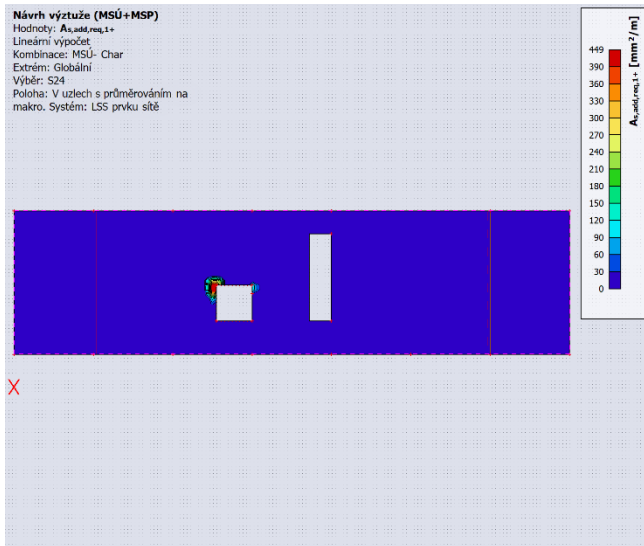 Návrh výztuže (MSÚ+MSP)
Hodnoty: As,add,req,1+
Lineární výpočet
Kombinace: MSÚ- Char
Extrém: Globální
Výběr: S24
Poloha: V uzlech s průměrováním na
makro. Systém: LSS prvku sítě
449
390
360
330
300
270
240
210
180
150
120
90
60
30
0
As,add,req,1+ [mm²/m]
X